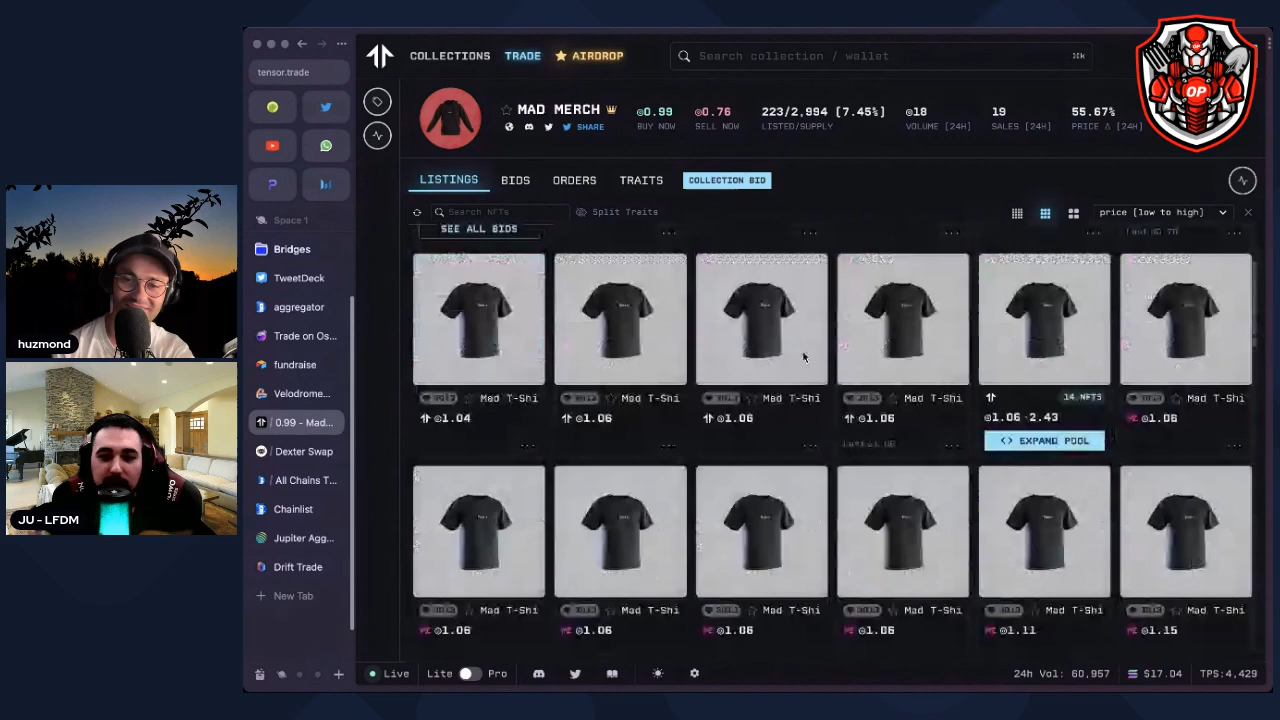 tensor.trade
Space 1
Bridges
TweetDeck
aggregator
Trade on Os...
fundraise
Velodrome...
/ 0.99 - Mad...
/ Dexter Swap
/ All Chains T...
Chainlist
Jupiter Agg...
Drift Trade
+ New Tab
huzmond
JU - LFDM
COLLECTIONS TRADE AIRDROP
Search collection / wallet
OP
OP
MAD MERCH
SHARE
0.99
BUY NOW
0.76
SELL NOW
223/2,994 [7.45%]
LISTED/SUPPLY
18
VOLUME [24H]
19
SALES [24H]
55.67%
PRICE Δ [24H]
LISTINGS BIDS ORDERS TRAITS COLLECTION BID
Search NFTs
Split Traits
price [low to high]
SEE ALL BIDS
Mad T-Shi
1.04
Mad T-Shi
1.06
Mad T-Shi
1.06
Mad T-Shi
1.06
14 NFTS
1.06-2.43
<> EXPAND POOL
Mad T-Shi
1.06
Mad T-Shi
1.06
Mad T-Shi
1.06
Mad T-Shi
1.06
Mad T-Shi
1.06
Mad T-Shi
1.11
Mad T-Shi
1.15
Live
Lite Pro
24h Vol: 60,957
$17.04
TPS:4,429